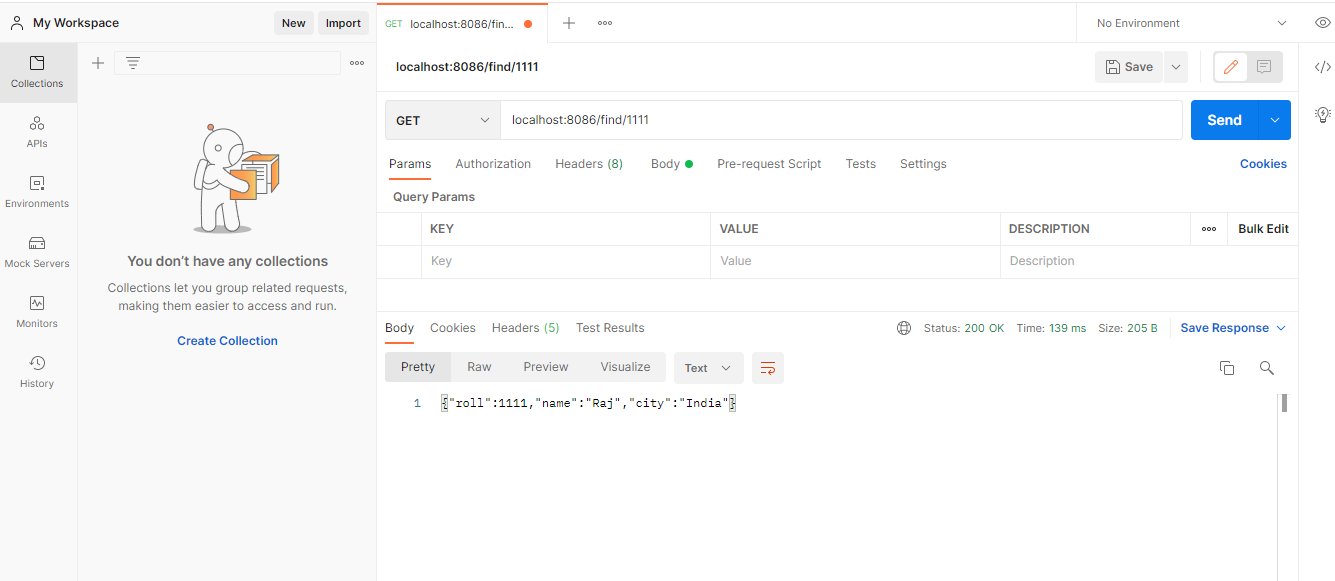 My Workspace New Import
GET localhost:8086/fin...
No Environment
Collections
APIs
Environments
Mock Servers
Monitors
History
You don't have any collections
Collections let you group related requests,
making them easier to access and run.
Create Collection
localhost:8086/find/1111
Save
GET localhost:8086/find/1111 Send
Params Authorization Headers (8) Body Pre-request Script Tests Settings Cookies
Query Params
KEY VALUE DESCRIPTION Bulk Edit
Key Value Description
Body Cookies Headers (5) Test Results Status: 200 OK Time: 139 ms Size: 205 B Save Response
Pretty Raw Preview Visualize Text
1 {"roll":1111,"name":"Raj","city":"India"}